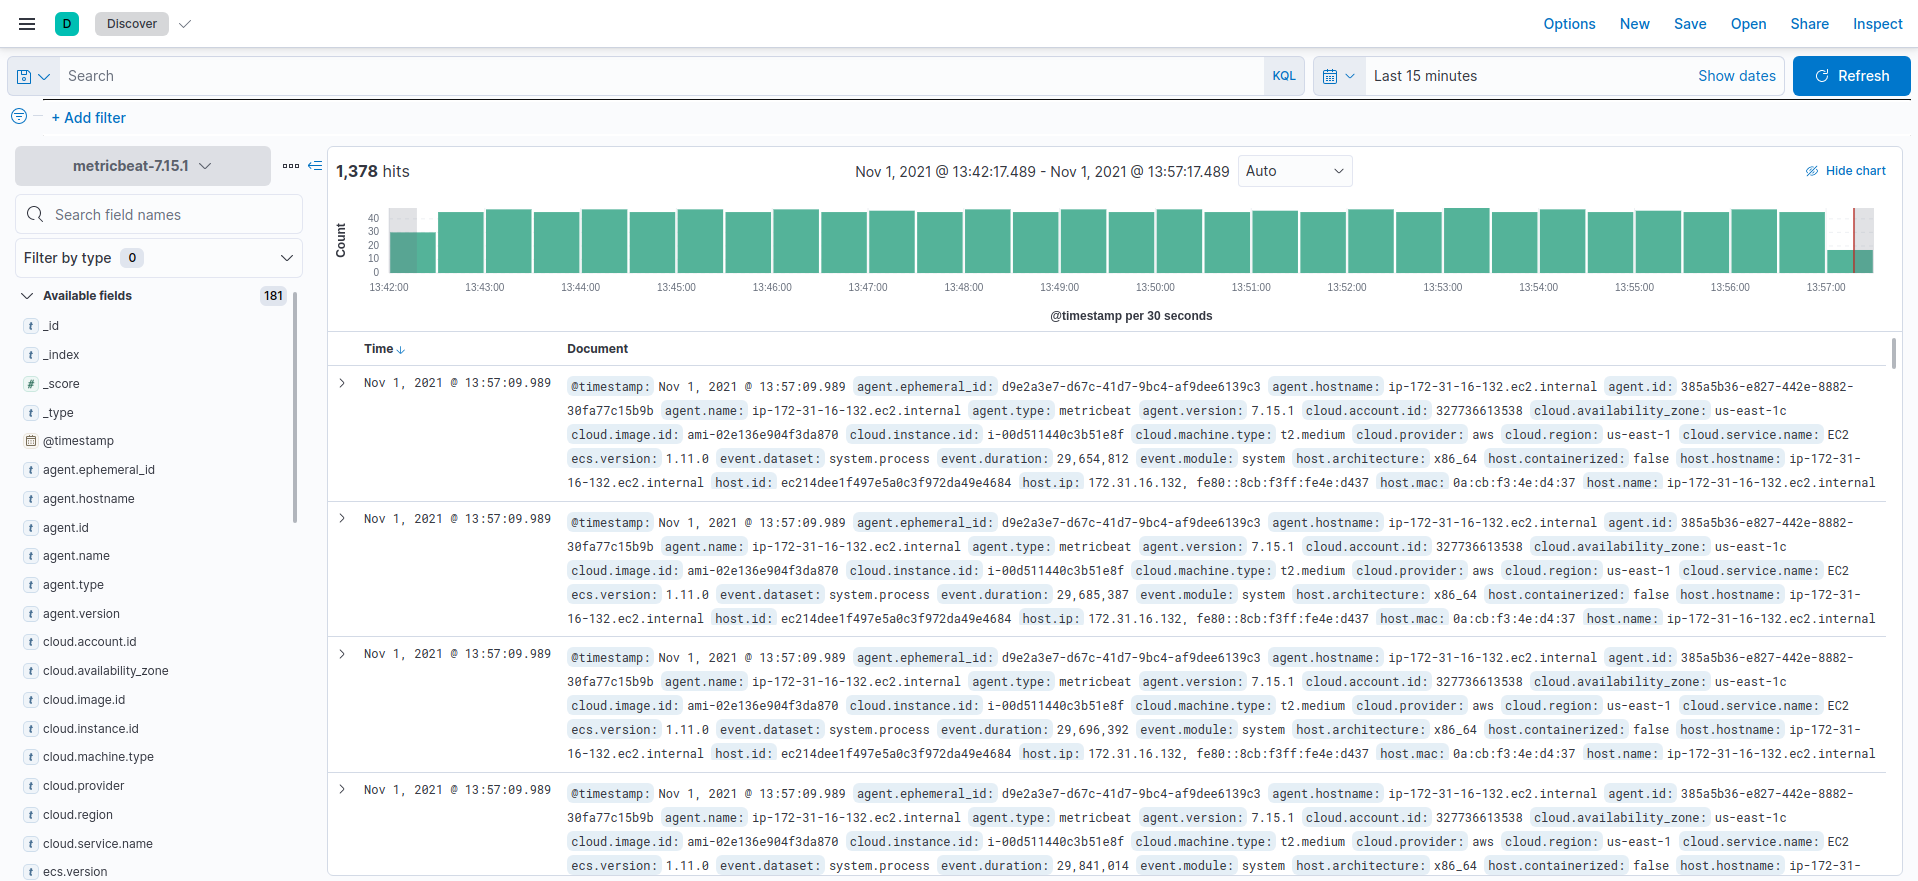 D Discover Options New Save Open Share Inspect
Search KQL Last 15 minutes Show dates Refresh
+ Add filter
metricbeat-7.15.1
Search field names
Filter by type 0
Available fields 181
t _id
t _index
# _score
t _type
@timestamp
t agent.ephemeral_id
t agent.hostname
t agent.id
t agent.name
t agent.type
t agent.version
t cloud.account.id
t cloud.availability_zone
t cloud.image.id
t cloud.instance.id
t cloud.machine.type
t cloud.provider
t cloud.region
t cloud.service.name
t ecs.version
1,378 hits Nov 1, 2021 @ 13:42:17.489 - Nov 1, 2021 @ 13:57:17.489 Auto Hide chart
Count
40
30
20
10
0
13:42:00 13:43:00 13:44:00 13:45:00 13:46:00 13:47:00 13:48:00 13:49:00 13:50:00 13:51:00 13:52:00 13:53:00 13:54:00 13:55:00 13:56:00 13:57:00
@timestamp per 30 seconds
Time Document
Nov 1, 2021 @ 13:57:09.989 @timestamp: Nov 1, 2021 @ 13:57:09.989 agent.ephemeral_id: d9e2a3e7-d67c-41d7-9bc4-af9dee6139c3 agent.hostname: ip-172-31-16-132.ec2.internal agent.id: 385a5b36-e827-442e-8882-
30fa77c15b9b agent.name: ip-172-31-16-132.ec2.internal agent.type: metricbeat agent.version: 7.15.1 cloud.account.id: 327736613538 cloud.availability_zone: us-east-1c
cloud.image.id: ami-02e136e904f3da870 cloud.instance.id: i-00d511440c3b51e8f cloud.machine.type: t2.medium cloud.provider: aws cloud.region: us-east-1 cloud.service.name: EC2
ecs.version: 1.11.0 event.dataset: system.process event.duration: 29,654,812 event.module: system host.architecture: x86_64 host.containerized: false host.hostname: ip-172-31-
16-132.ec2.internal host.id: ec214dee1f497e5a0c3f972da49e4684 host.ip: 172.31.16.132, fe80::8cb:f3ff:fe4e:d437 host.mac: 0a:cb:f3:4e:d4:37 host.name: ip-172-31-16-132.ec2.internal
Nov 1, 2021 @ 13:57:09.989 @timestamp: Nov 1, 2021 @ 13:57:09.989 agent.ephemeral_id: d9e2a3e7-d67c-41d7-9bc4-af9dee6139c3 agent.hostname: ip-172-31-16-132.ec2.internal agent.id: 385a5b36-e827-442e-8882-
30fa77c15b9b agent.name: ip-172-31-16-132.ec2.internal agent.type: metricbeat agent.version: 7.15.1 cloud.account.id: 327736613538 cloud.availability_zone: us-east-1c
cloud.image.id: ami-02e136e904f3da870 cloud.instance.id: i-00d511440c3b51e8f cloud.machine.type: t2.medium cloud.provider: aws cloud.region: us-east-1 cloud.service.name: EC2
ecs.version: 1.11.0 event.dataset: system.process event.duration: 29,685,387 event.module: system host.architecture: x86_64 host.containerized: false host.hostname: ip-172-31-
16-132.ec2.internal host.id: ec214dee1f497e5a0c3f972da49e4684 host.ip: 172.31.16.132, fe80::8cb:f3ff:fe4e:d437 host.mac: 0a:cb:f3:4e:d4:37 host.name: ip-172-31-16-132.ec2.internal
Nov 1, 2021 @ 13:57:09.989 @timestamp: Nov 1, 2021 @ 13:57:09.989 agent.ephemeral_id: d9e2a3e7-d67c-41d7-9bc4-af9dee6139c3 agent.hostname: ip-172-31-16-132.ec2.internal agent.id: 385a5b36-e827-442e-8882-
30fa77c15b9b agent.name: ip-172-31-16-132.ec2.internal agent.type: metricbeat agent.version: 7.15.1 cloud.account.id: 327736613538 cloud.availability_zone: us-east-1c
cloud.image.id: ami-02e136e904f3da870 cloud.instance.id: i-00d511440c3b51e8f cloud.machine.type: t2.medium cloud.provider: aws cloud.region: us-east-1 cloud.service.name: EC2
ecs.version: 1.11.0 event.dataset: system.process event.duration: 29,696,392 event.module: system host.architecture: x86_64 host.containerized: false host.hostname: ip-172-31-
16-132.ec2.internal host.id: ec214dee1f497e5a0c3f972da49e4684 host.ip: 172.31.16.132, fe80::8cb:f3ff:fe4e:d437 host.mac: 0a:cb:f3:4e:d4:37 host.name: ip-172-31-16-132.ec2.internal
Nov 1, 2021 @ 13:57:09.989 @timestamp: Nov 1, 2021 @ 13:57:09.989 agent.ephemeral_id: d9e2a3e7-d67c-41d7-9bc4-af9dee6139c3 agent.hostname: ip-172-31-16-132.ec2.internal agent.id: 385a5b36-e827-442e-8882-
30fa77c15b9b agent.name: ip-172-31-16-132.ec2.internal agent.type: metricbeat agent.version: 7.15.1 cloud.account.id: 327736613538 cloud.availability_zone: us-east-1c
cloud.image.id: ami-02e136e904f3da870 cloud.instance.id: i-00d511440c3b51e8f cloud.machine.type: t2.medium cloud.provider: aws cloud.region: us-east-1 cloud.service.name: EC2
ecs.version: 1.11.0 event.dataset: system.process event.duration: 29,841,014 event.module: system host.architecture: x86_64 host.containerized: false host.hostname: ip-172-31-